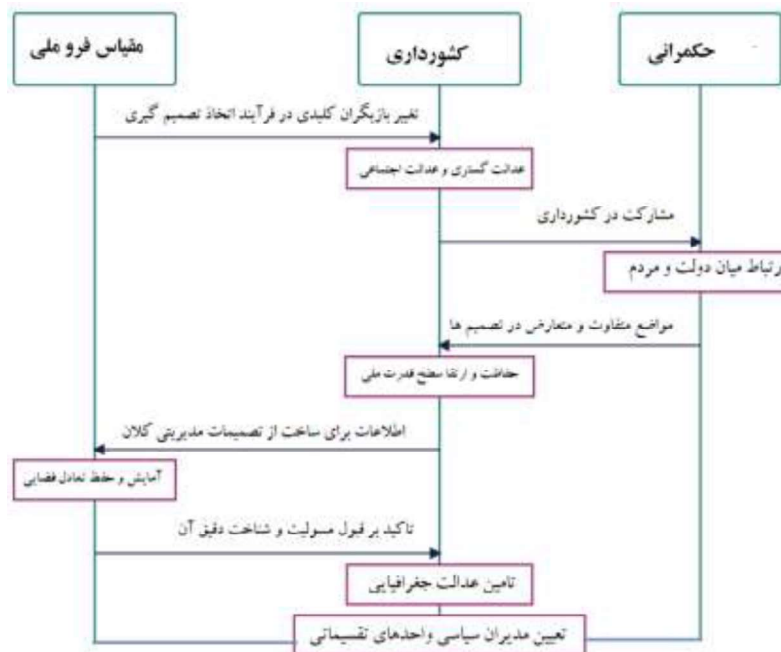 حکمرانی
کشورداری
مقیاس فرو ملی
تغییر بازیگران کلیدی در فرآیند اتخاذ تصمیم گیری
عدالت گستری و عدالت اجتماعی
مشارکت در کشورداری
رتباط میان دولت و مردم
مواضع متفاوت و متعارض در تصمیم ها
حفاظت و ارتقا سطح قدرت ملی
اطلاعات برای ساخت از تصمیمات مدیریتی کلان
آمایش و حفظ تعادل فضایی
تاکید بر قبول مسولیت و شناخت دقیق آن
تامین عدالت جغرافیایی
تعیین مدیران سیاسی واحدهای تقسیماتی